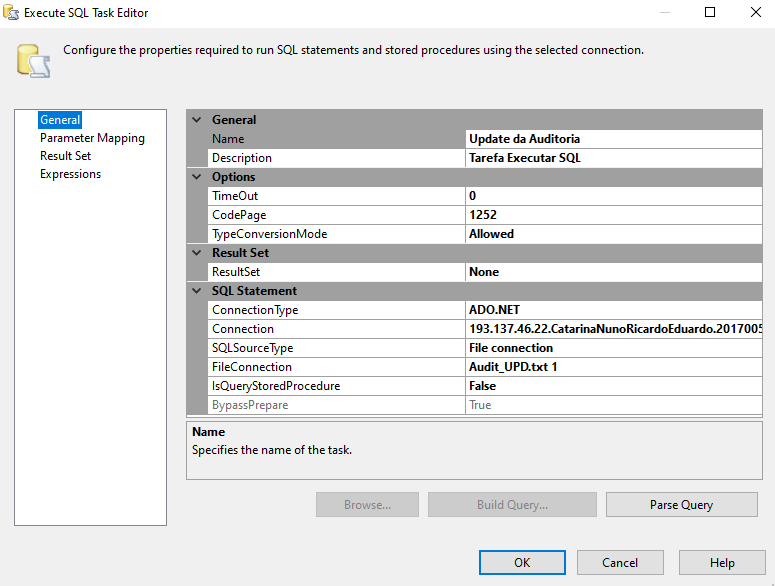 Execute SQL Task Editor
Configure the properties required to run SQL statements and stored procedures using the selected connection.
General
Parameter Mapping
Result Set
Expressions
General
Name Update da Auditoria
Description Tarefa Executar SQL
Options
TimeOut 0
CodePage 1252
TypeConversionMode Allowed
Result Set
ResultSet None
SQL Statement
ConnectionType ADO.NET
Connection 193.137.46.22.CatarinaNunoRicardoEduardo.2017005
SQLSourceType File connection
FileConnection Audit_UPD.txt 1
IsQueryStoredProcedure False
BypassPrepare True
Name
Specifies the name of the task.
Browse... Build Query... Parse Query
OK Cancel Help